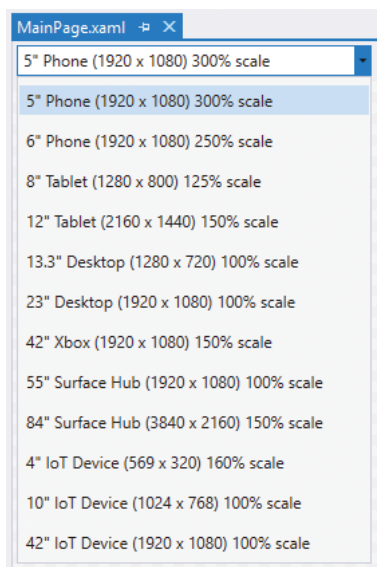 MainPage.xaml
5" Phone (1920 x 1080) 300% scale
5" Phone (1920 x 1080) 300% scale
6" Phone (1920 x 1080) 250% scale
8" Tablet (1280 x 800) 125% scale
12" Tablet (2160 x 1440) 150% scale
13.3" Desktop (1280 x 720) 100% scale
23" Desktop (1920 x 1080) 100% scale
42" Xbox (1920 x 1080) 150% scale
55" Surface Hub (1920 x 1080) 100% scale
84" Surface Hub (3840 x 2160) 150% scale
4" IoT Device (569 x 320) 160% scale
10" IoT Device (1024 x 768) 100% scale
42" IoT Device (1920 x 1080) 100% scale